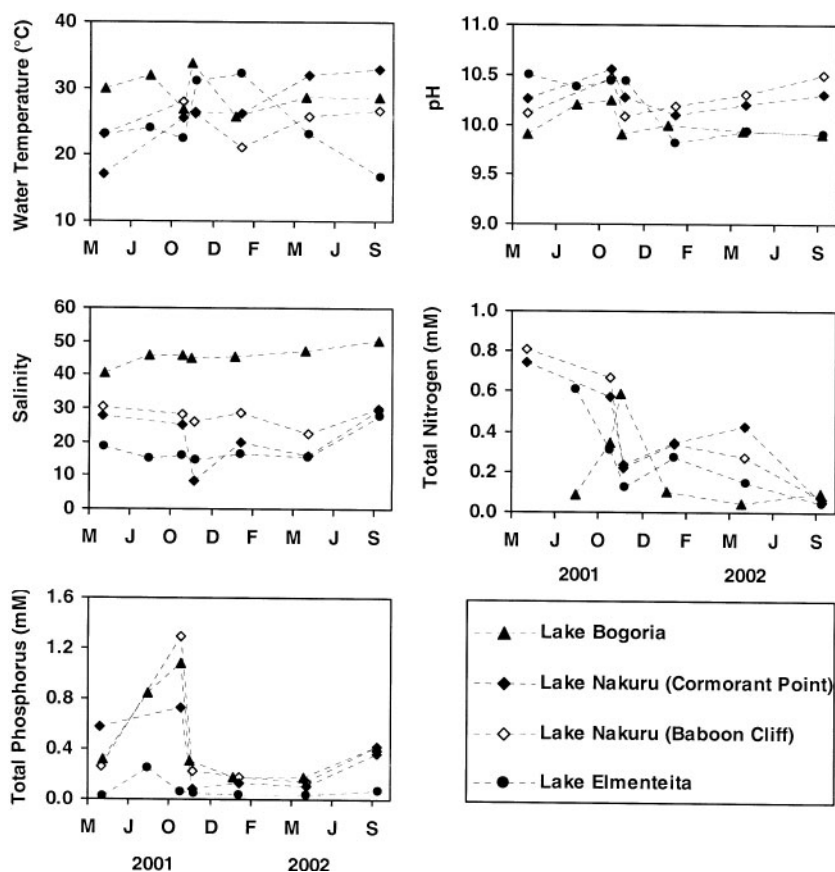 Water Temperature (°C)
40
30
20
10
M J O D F M J S
pH
10.0
10.5
10.0
9.5
9.0
M J O D F M J S
Salinity
60
50
40
30
20
10
0
M J O D F M J S
Total Nitrogen (mM)
1.0
0.8
0.6
0.4
0.2
0.0
M J O D F M J S
2001 2002
Total Phosphorus (mM)
1.6
1.2
0.8
0.4
0.0
M J O D F M J S
2001 2002
Lake Bogoria
Lake Nakuru (Cormorant Point)
Lake Nakuru (Baboon Cliff)
Lake Elmenteita